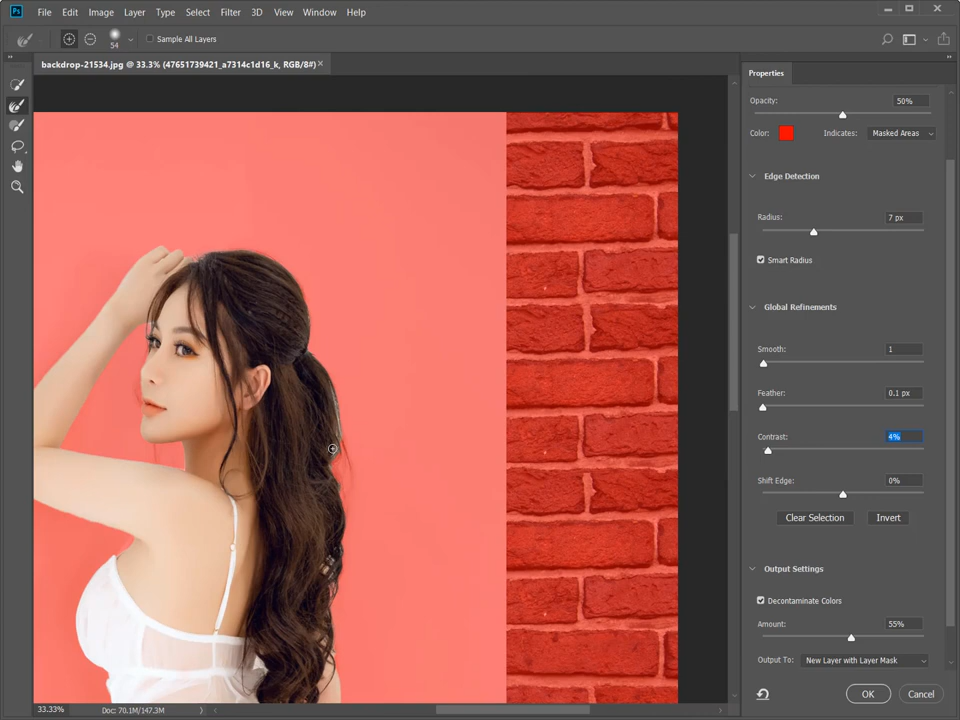 Ps File Edit Image Layer Type Select Filter 3D View Window Help
54 Sample All Layers
backdrop-21534.jpg @ 33.3% (47651739421_a7314c1d16_k, RGB/8#)
Properties
Opacity: 50%
Color: Indicates: Masked Areas
Edge Detection
Radius: 7 px
Smart Radius
Global Refinements
Smooth: 1
Feather: 0.1 px
Contrast: 4%
Shift Edge: 0%
Clear Selection Invert
Output Settings
Decontaminate Colors
Amount: 55%
Output To: New Layer with Layer Mask
OK Cancel
33.33% Doc: 70.1M/147.3M